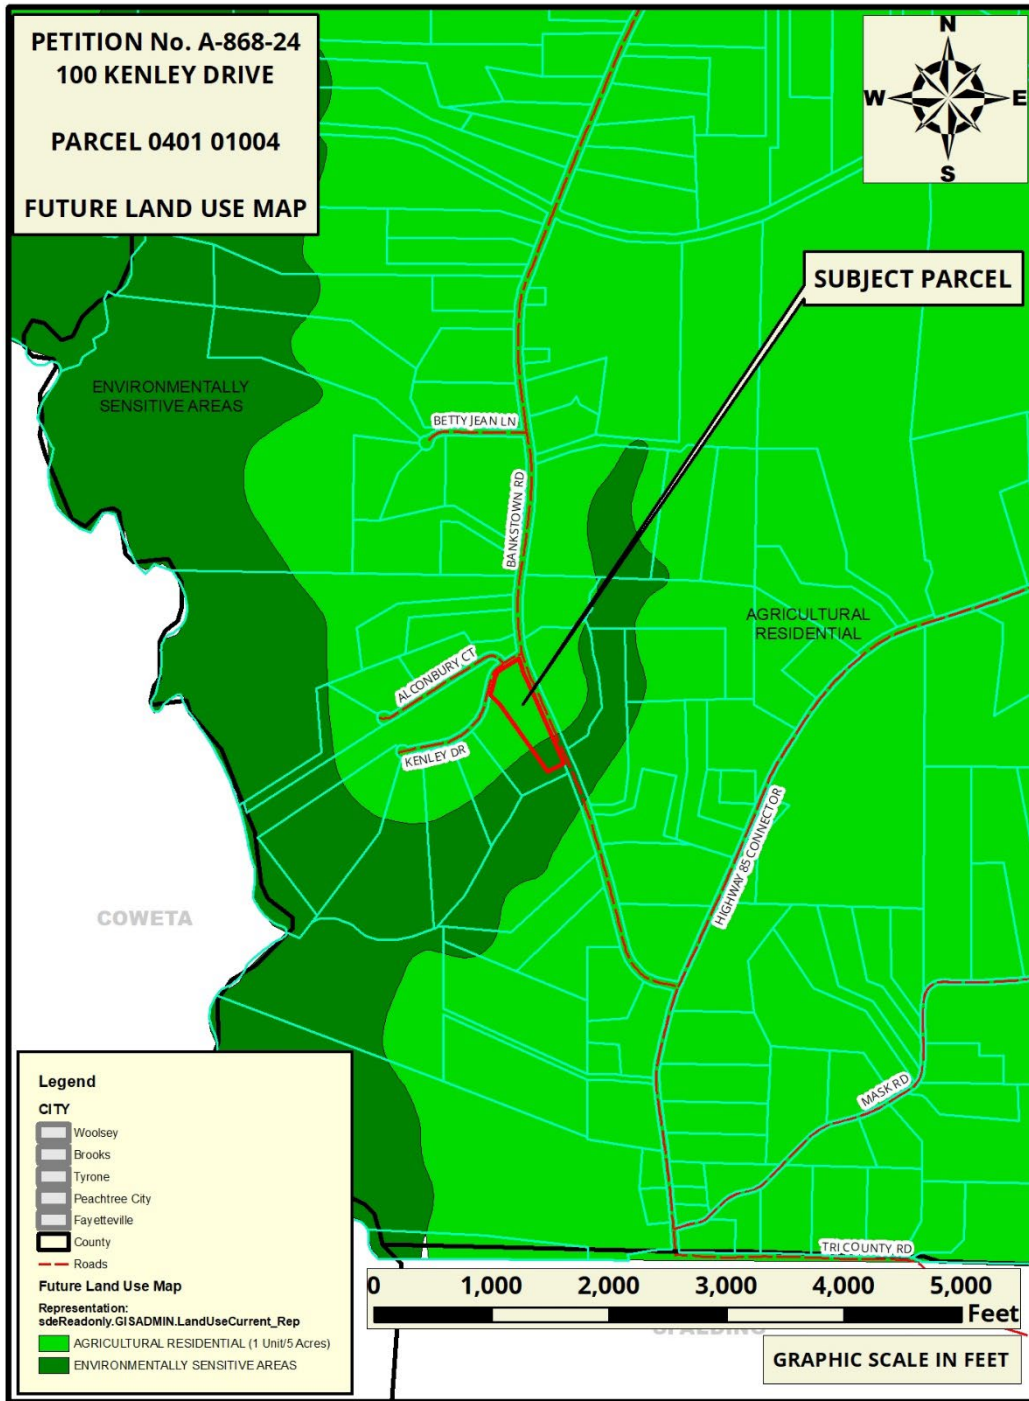 PETITION No. A-868-24
100 KENLEY DRIVE
PARCEL 0401 01004
FUTURE LAND USE MAP
N
W
E
S
SUBJECT PARCEL
ENVIRONMENTALLY
SENSITIVE AREAS
BETTY JEAN LN
BANKSTOWN RD
AGRICULTURAL
RESIDENTIAL
ALCONBURY CT
KENLEY DR
HIGHWAY 85 CONNECTOR
COWETA
MASK RD
TRI COUNTY RD
Legend
CITY
Woolsey
Brooks
Tyrone
Peachtree City
Fayetteville
County
Roads
Future Land Use Map
Representation:
sdeReadonly.GISADMIN.LandUseCurrent_Rep
AGRICULTURAL RESIDENTIAL (1 Unit/5 Acres)
ENVIRONMENTALLY SENSITIVE AREAS
0 1,000 2,000 3,000 4,000 5,000
Feet
SPALDING
GRAPHIC SCALE IN FEET